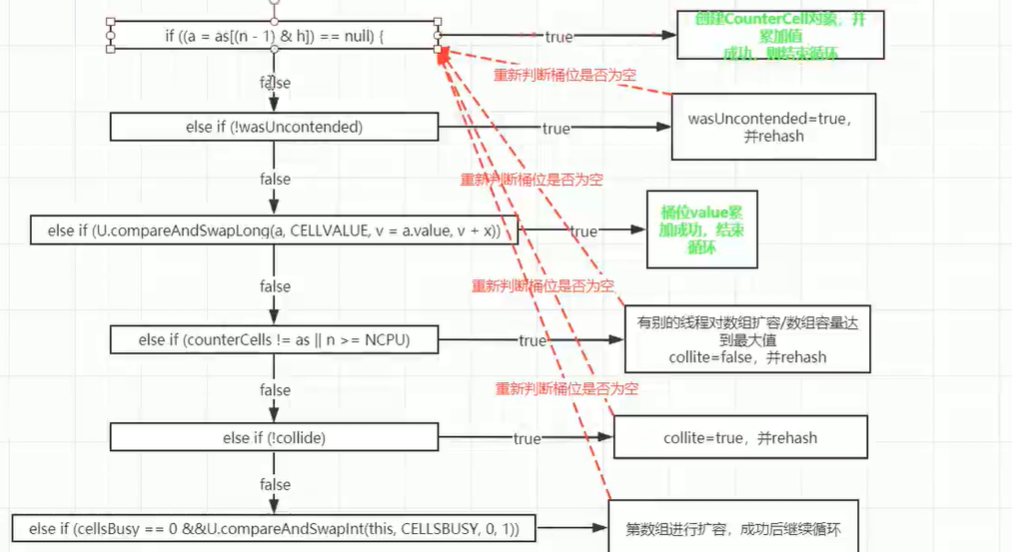 if ((a = as[(n - 1) & h]) == null) {
true
创建CounterCell对象，并
累加值
成功，则结束循环
false
重新判断桶位是否为空
else if (!wasUncontended)
true
wasUncontended=true，
并rehash
false
重新判断桶位是否为空
else if (U.compareAndSwapLong(a, CELLVALUE, v = a.value, v + x))
true
桶位value累
加成功，结束
循环
false
重新判断桶位是否为空
else if (counterCells != as || n >= NCPU)
true
有别的线程对数组扩容/数组容量达
到最大值
collite=false，并rehash
false
重新判断桶位是否为空
else if (!collide)
true
collite=true，并rehash
false
else if (cellsBusy == 0 &&U.compareAndSwapInt(this, CELLSBUSY, 0, 1))
第数组进行扩容，成功后继续循环